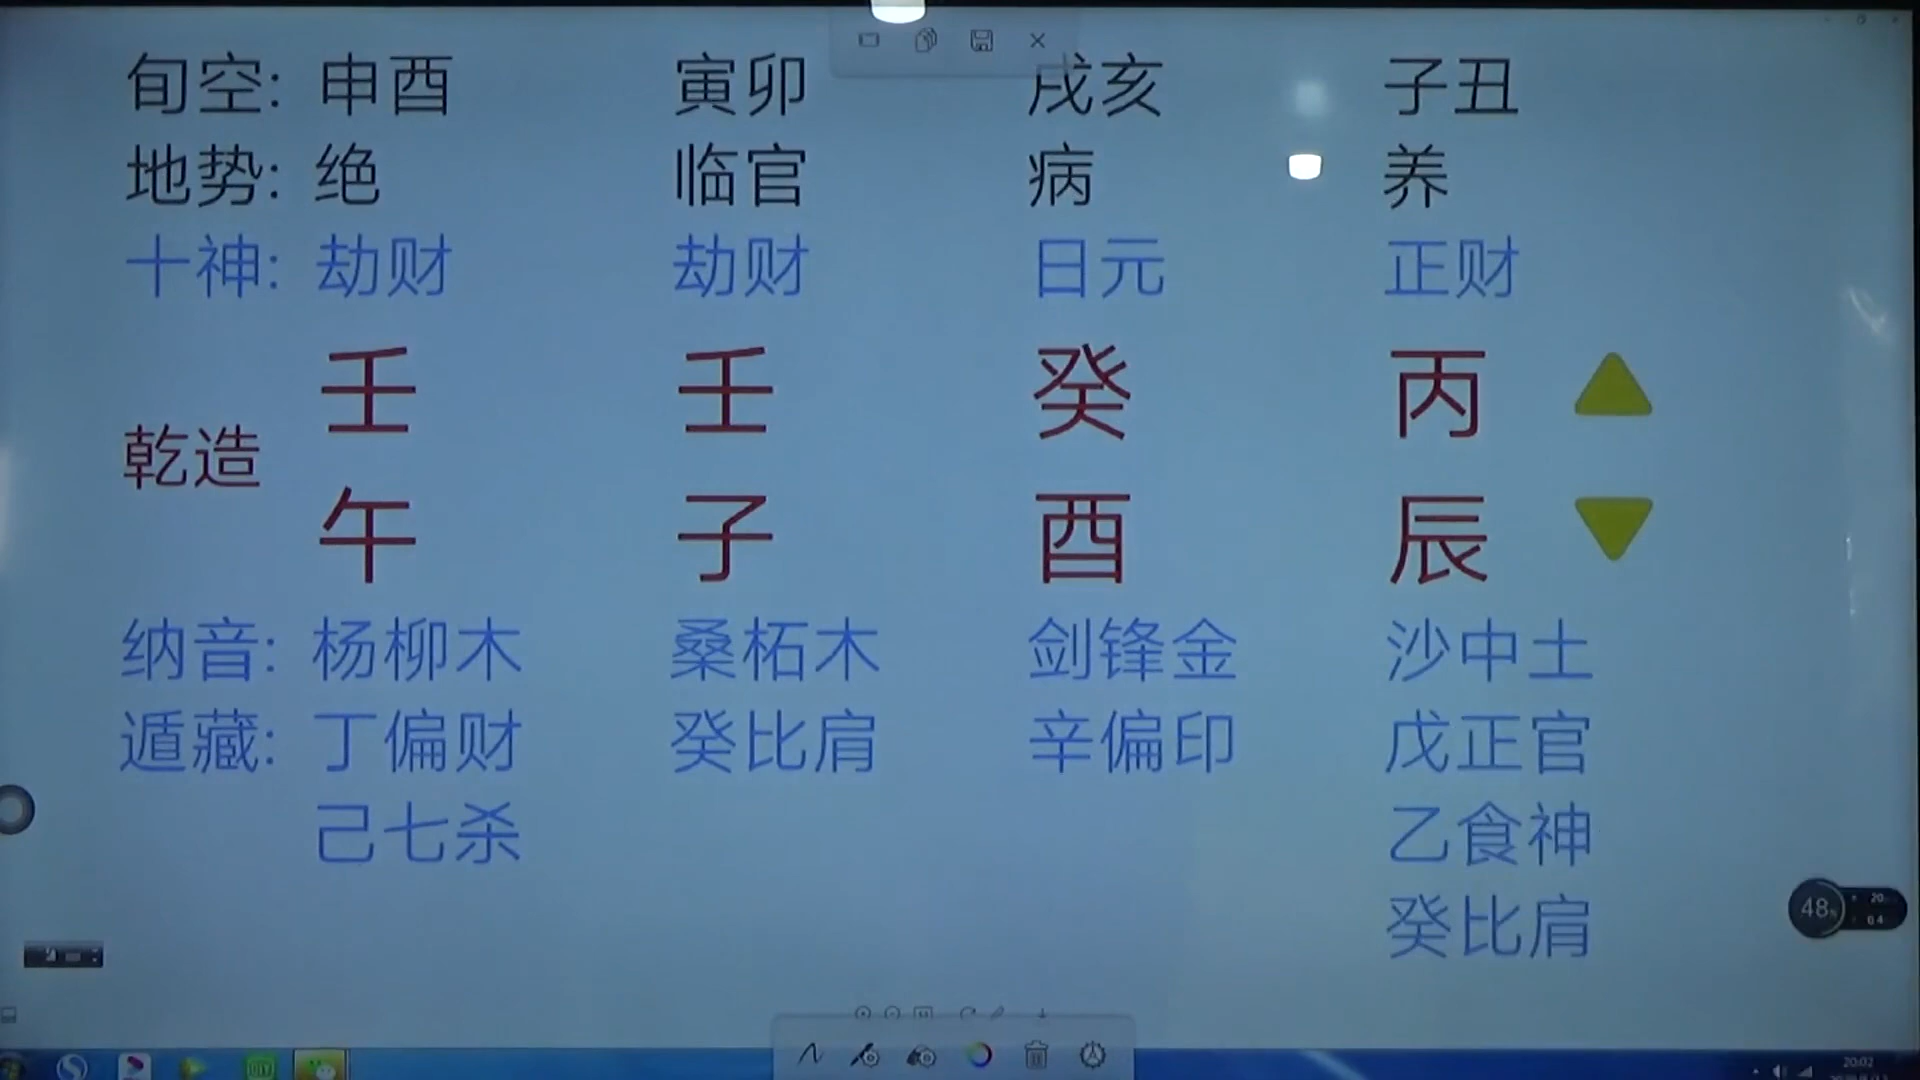 旬空: 申酉 寅卯 戌亥 子丑
地势: 绝 临官 病 养
十神: 劫财 劫财 日元 正财
乾造 壬 壬 癸 丙
午 子 酉 辰
纳音: 杨柳木 桑柘木 剑锋金 沙中土
遁藏: 丁偏财 癸比肩 辛偏印 戊正官
己七杀 乙食神
癸比肩
48%
20:02